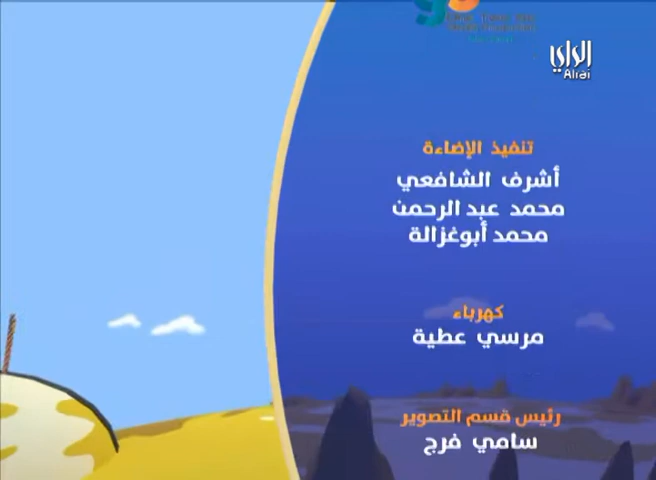 الراي
Alrai
تنفيذ الإضاءة
أشرف الشافعي
محمد عبد الرحمن
محمد أبوغزالة
كهرباء
مرسي عطية
رئيس قسم التصوير
سامي فرج